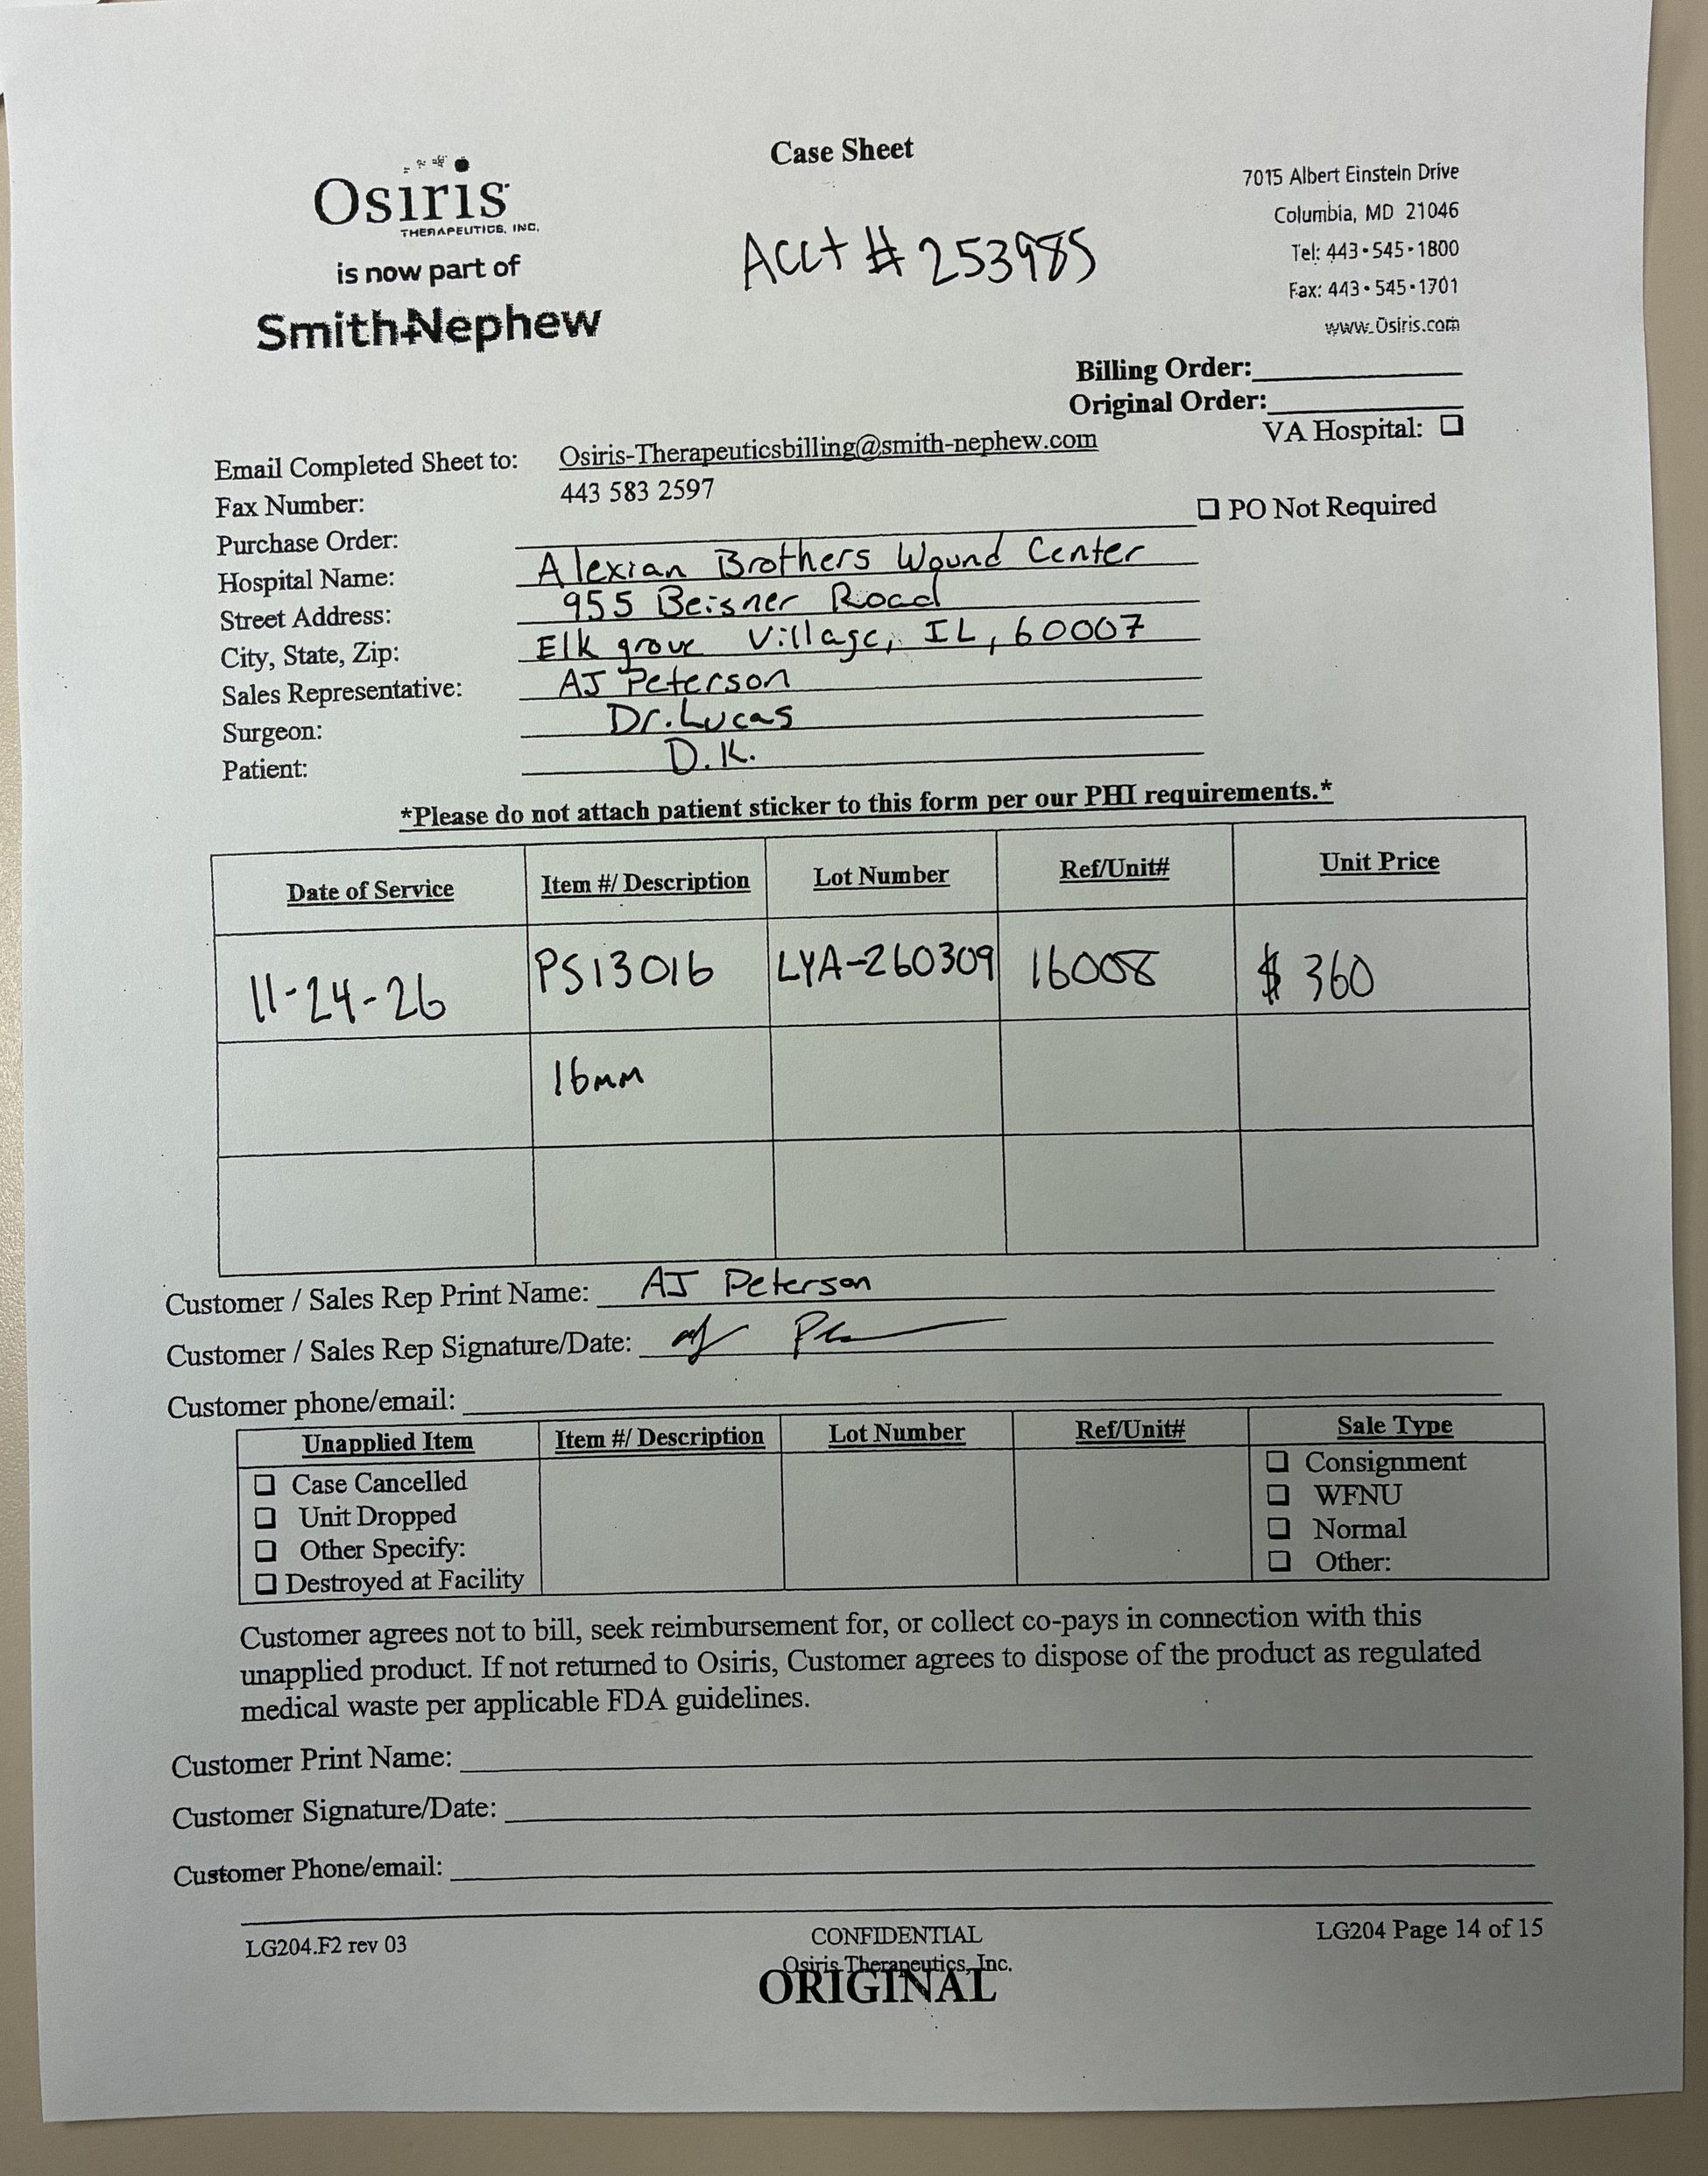 Case Sheet
Osiris
THERAPEUTICS, INC.
is now part of
Smith+Nephew
Acct # 253985
7015 Albert Einstein Drive
Columbia, MD 21046
Tel: 443•545•1800
Fax: 443•545•1701
www.Osiris.com
Billing Order:
Original Order:
VA Hospital: ☐
Email Completed Sheet to: Osiris-Therapeuticsbilling@smith-nephew.com
Fax Number: 443 583 2597
Purchase Order: ☐ PO Not Required
Hospital Name: Alexian Brothers Wound Center
Street Address: 955 Beisner Road
City, State, Zip: Elk grove Village, IL, 60007
Sales Representative: AJ Peterson
Surgeon: Dr. Lucas
Patient: D.K.
*Please do not attach patient sticker to this form per our PHI requirements.*
Date of Service Item #/ Description Lot Number Ref/Unit# Unit Price
11-24-26 PS13016 LYA-260309 16008 $ 360
16mm
Customer / Sales Rep Print Name: AJ Peterson
Customer / Sales Rep Signature/Date:
Customer phone/email:
Unapplied Item Item #/ Description Lot Number Ref/Unit# Sale Type
☐ Case Cancelled ☐ Consignment
☐ Unit Dropped ☐ WFNU
☐ Other Specify: ☐ Normal
☐ Destroyed at Facility ☐ Other:
Customer agrees not to bill, seek reimbursement for, or collect co-pays in connection with this
unapplied product. If not returned to Osiris, Customer agrees to dispose of the product as regulated
medical waste per applicable FDA guidelines.
Customer Print Name:
Customer Signature/Date:
Customer Phone/email:
LG204.F2 rev 03 CONFIDENTIAL LG204 Page 14 of 15
Osiris Therapeutics, Inc.
ORIGINAL